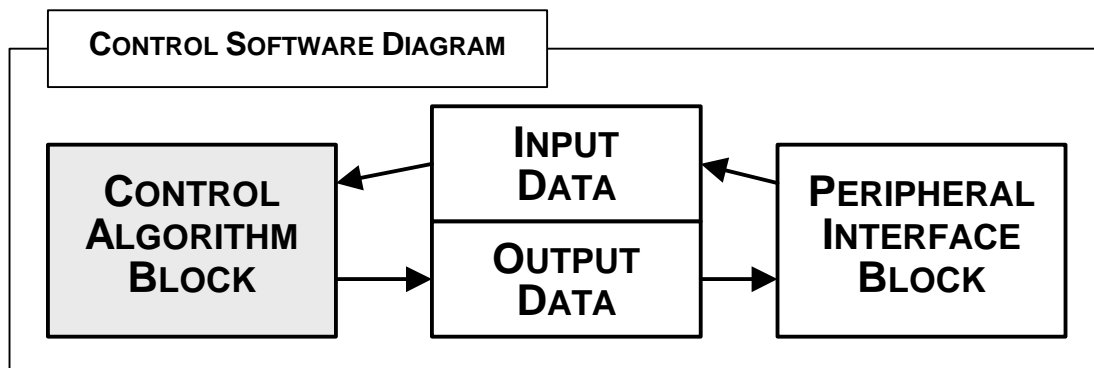 CONTROL SOFTWARE DIAGRAM
CONTROL
ALGORITHM
BLOCK
INPUT
DATA
OUTPUT
DATA
PERIPHERAL
INTERFACE
BLOCK